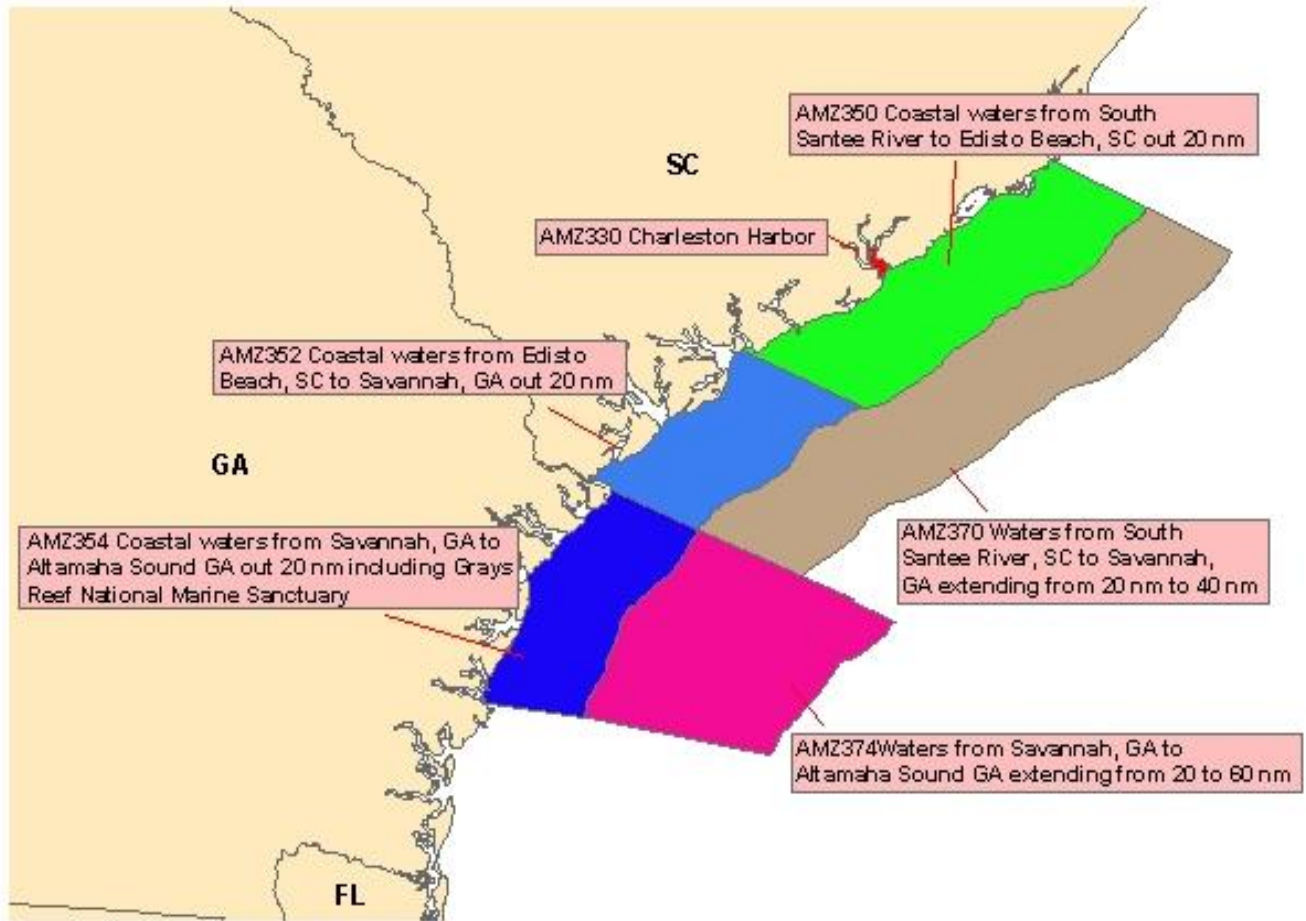 AMZ350 Coastal waters from South
Santee River to Edisto Beach, SC out 20 nm
SC
AMZ330 Charleston Harbor
AMZ352 Coastal waters from Edisto
Beach, SC to Savannah, GA out 20 nm
GA
AMZ354 Coastal waters from Savannah, GA to
Altamaha Sound GA out 20 nm including Grays
Reef National Marine Sanctuary
AMZ370 Waters from South
Santee River, SC to Savannah,
GA extending from 20 nm to 40 nm
AMZ374Waters from Savannah, GA to
Altamaha Sound GA extending from 20 to 60 nm
FL